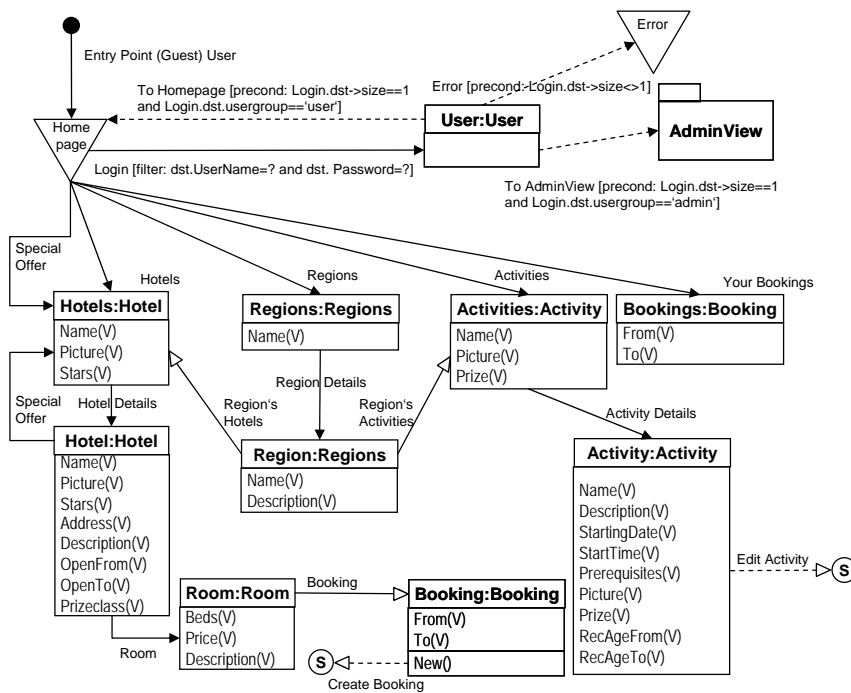 Error
Entry Point (Guest) User
To Homepage [precond: Login.dst->size==1
and Login.dst.usergroup=='user']
Error [precond: Login.dst->size<>1]
Home
page
User:User
AdminView
Login [filter: dst.UserName=? and dst. Password=?]
To AdminView [precond: Login.dst->size==1
and Login.dst.usergroup=='admin']
Special
Offer
Hotels
Regions
Activities
Your Bookings
Hotels:Hotel
Name(V)
Picture(V)
Stars(V)
Regions:Regions
Name(V)
Activities:Activity
Name(V)
Picture(V)
Prize(V)
Bookings:Booking
From(V)
To(V)
Special
Offer
Hotel Details
Region's
Hotels
Region Details
Region's
Activities
Activity Details
Hotel:Hotel
Name(V)
Picture(V)
Stars(V)
Address(V)
Description(V)
OpenFrom(V)
OpenTo(V)
Prizeclass(V)
Region:Regions
Name(V)
Description(V)
Activity:Activity
Name(V)
Description(V)
StartingDate(V)
StartTime(V)
Prerequisites(V)
Picture(V)
Prize(V)
RecAgeFrom(V)
RecAgeTo(V)
Edit Activity
S
Room
Room:Room
Beds(V)
Price(V)
Description(V)
Booking
Booking:Booking
From(V)
To(V)
New()
S
Create Booking